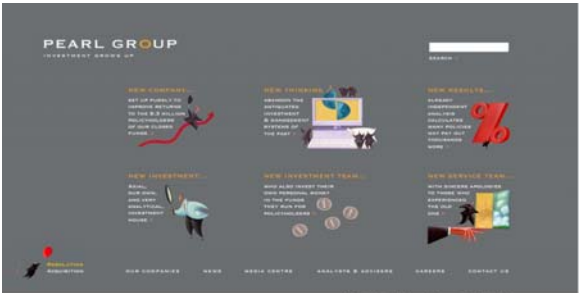 PEARL GROUP
INVESTMENT GROWS UP
SEARCH
NEW COMPANY...
SET UP PURELY TO
IMPROVE RETURNS
TO THE 5.3 MILLION
POLICYHOLDERS
OF OUR CLOSED
FUNDS
NEW THINKING...
ABANDON THE
ANTIQUATED
INVESTMENT
& MANAGEMENT
SYSTEMS OF
THE PAST
NEW RESULTS...
ALREADY
INDEPENDENT
ANALYSIS
CALCULATES
MANY POLICIES
MAY PAY OUT
THOUSANDS
MORE
NEW INVESTMENT...
REAL,
OUR OWN,
AND VERY
ANALYTICAL,
INVESTMENT
HOUSE
NEW INVESTMENT TEAM...
WHO ALSO INVEST THEIR
OWN PERSONAL MONEY
IN THE FUNDS
THEY RUN FOR
POLICYHOLDERS
NEW SERVICE TEAM...
WITH SINCERE APOLOGIES
TO THOSE WHO
EXPERIENCED
THE OLD
ONE
RESOLUTION
ACQUISITION
OUR COMPANIES NEWS MEDIA CENTRE ANALYSTS & ADVISERS CAREERS CONTACT US